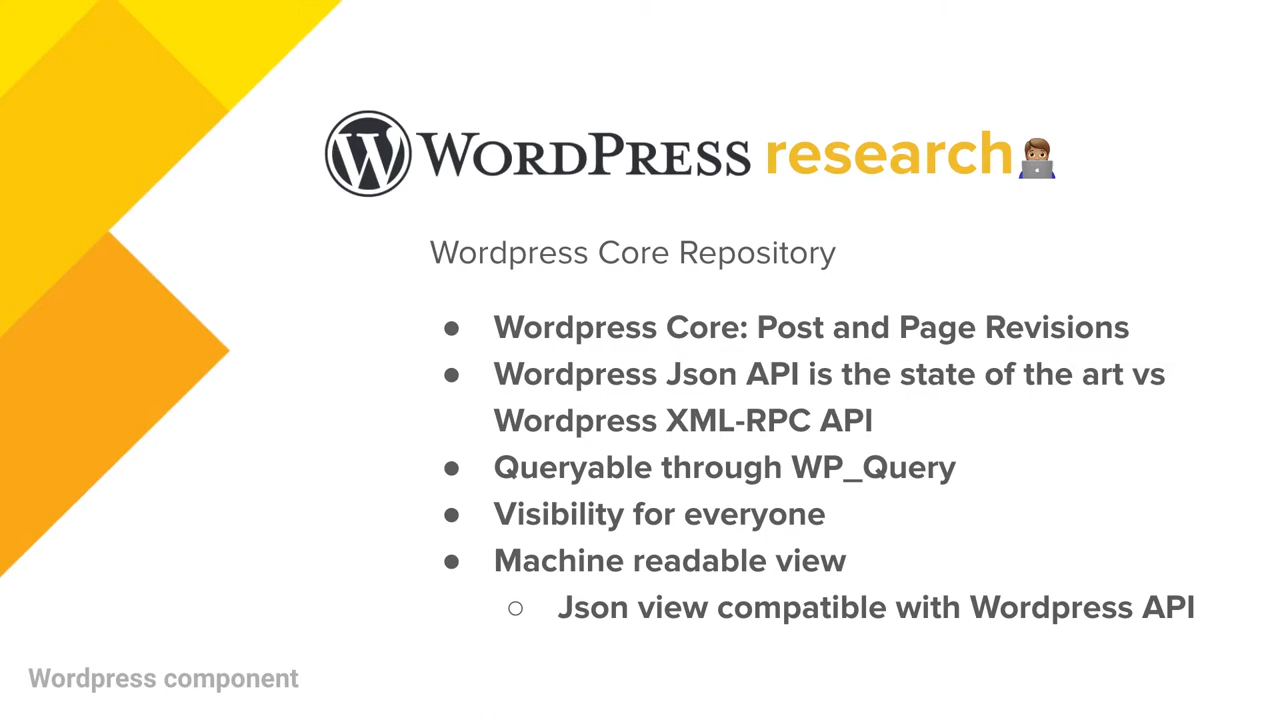 WORDPRESS research
Wordpress Core Repository
● Wordpress Core: Post and Page Revisions
● Wordpress Json API is the state of the art vs
Wordpress XML-RPC API
● Queryable through WP_Query
● Visibility for everyone
● Machine readable view
○ Json view compatible with Wordpress API
Wordpress component